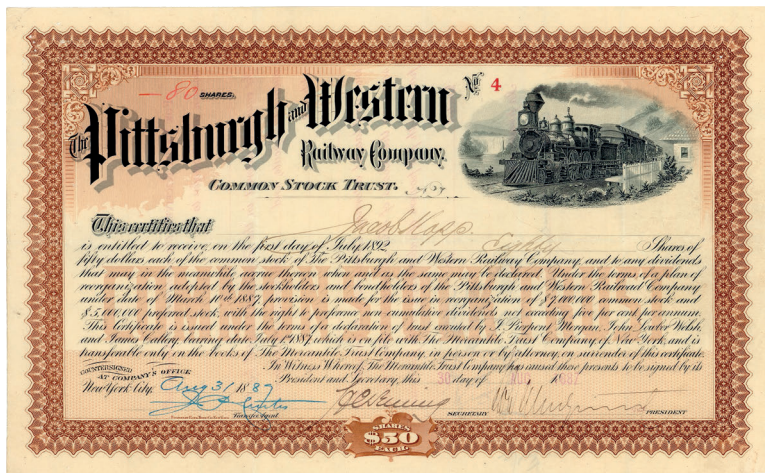 80 SHARES.
No 4
The Pittsburgh and Western
Railway Company.
COMMON STOCK TRUST.
This certifies that Jacob Kopp
is entitled to receive, on the first day of July 1892 Eighty Shares of
fifty dollars each of the common stock of The Pittsburgh and Western Railway Company, and to any dividends
that may in the meanwhile accrue thereon when and as the same may be declared. Under the terms of a plan of
reorganization adopted by the stockholders and bondholders of the Pittsburgh and Western Railroad Company
under date of March 10th 1887, provision is made for the issue in reorganization of $7,000,000 common stock and
$5,000,000 preferred stock, with the right to preference non-cumulative dividends not exceeding five per cent per annum.
This Certificate is issued under the terms of a declaration of trust executed by J. Pierpont Morgan, John Lowber Welsh,
and James Callery, bearing date July 1st 1887, which is on file with The Mercantile Trust Company of New York, and is
transferable only on the books of The Mercantile Trust Company, in person or by attorney, on surrender of this certificate.
In Witness Whereof, The Mercantile Trust Company has caused these presents to be signed by its
President and Secretary, this 30 day of AUG 1887
COUNTERSIGNED
AT COMPANY'S OFFICE
New York City, Aug 31 1887
Transfer Agent.
SECRETARY
PRESIDENT
SHARES
$50
EACH.